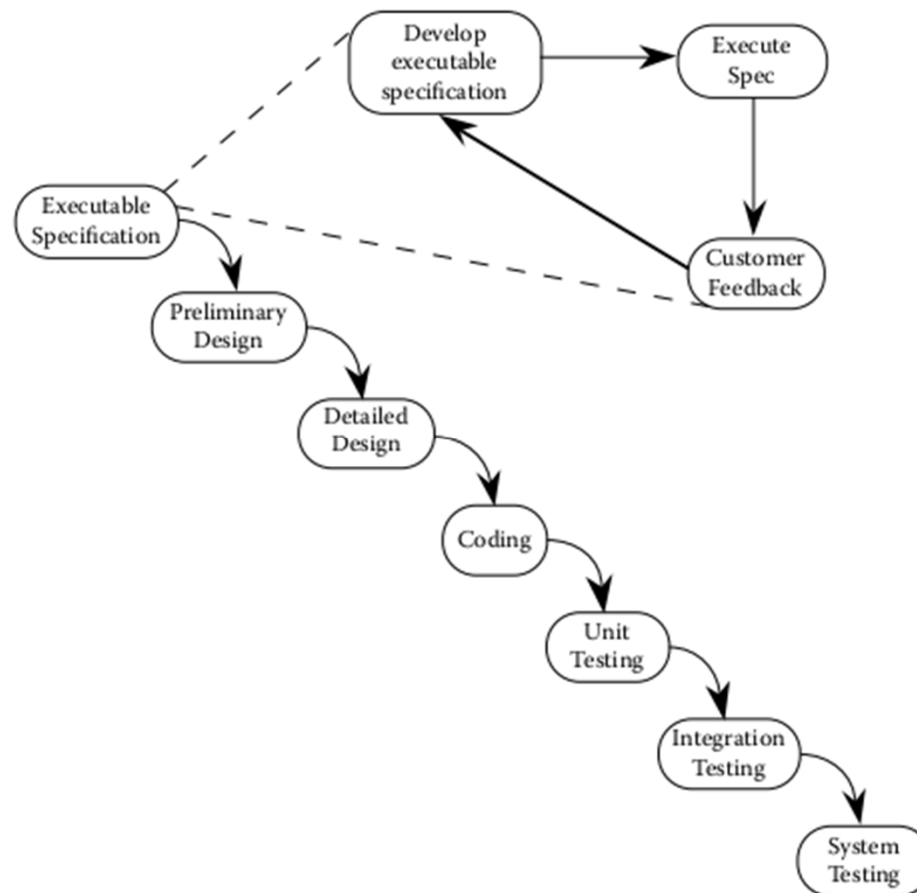 Develop
executable
specification
Execute
Spec
Executable
Specification
Customer
Feedback
Preliminary
Design
Detailed
Design
Coding
Unit
Testing
Integration
Testing
System
Testing